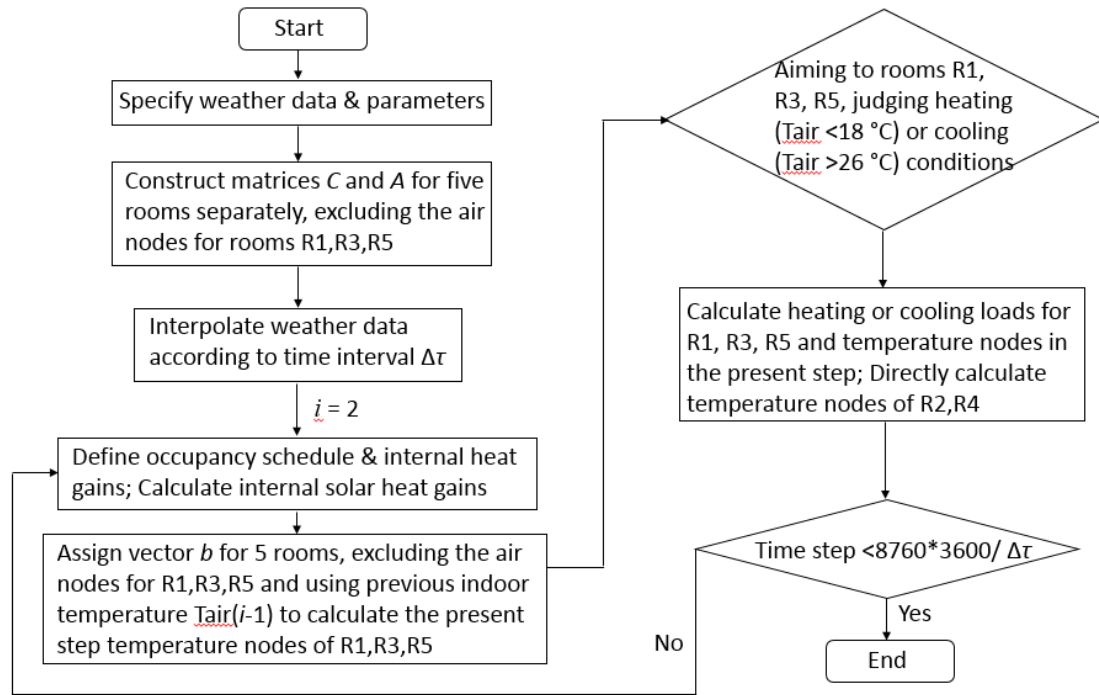 Start
Specify weather data & parameters
Construct matrices C and A for five
rooms separately, excluding the air
nodes for rooms R1,R3,R5
Interpolate weather data
according to time interval Δτ
i = 2
Define occupancy schedule & internal heat
gains; Calculate internal solar heat gains
Assign vector b for 5 rooms, excluding the air
nodes for R1,R3,R5 and using previous indoor
temperature Tair(i-1) to calculate the present
step temperature nodes of R1,R3,R5
Aiming to rooms R1,
R3, R5, judging heating
(Tair <18 °C) or cooling
(Tair >26 °C) conditions
Calculate heating or cooling loads for
R1, R3, R5 and temperature nodes in
the present step; Directly calculate
temperature nodes of R2,R4
Time step <8760*3600/ Δτ
No
Yes
End